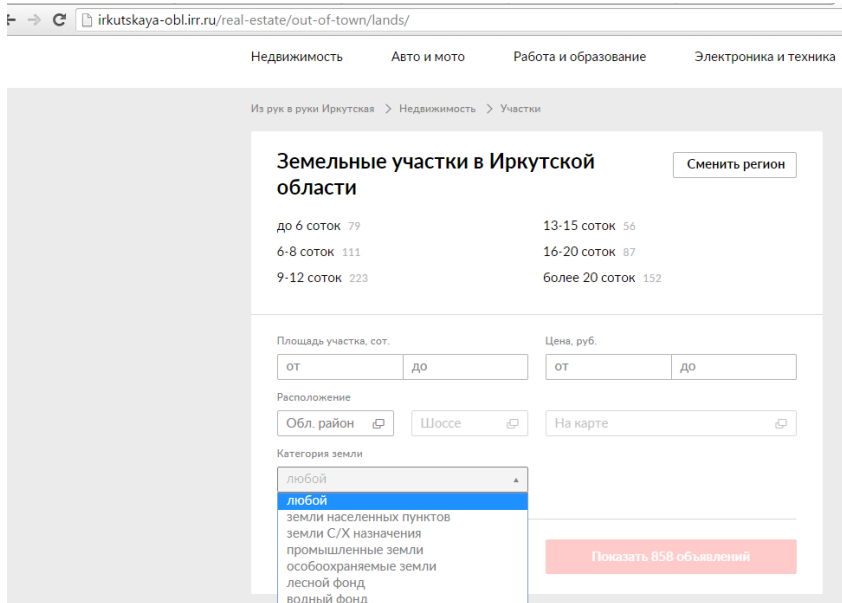 irkutskaya-obl.irr.ru/real-estate/out-of-town/lands/
Недвижимость Авто и мото Работа и образование Электроника и техника
Из рук в руки Иркутская > Недвижимость > Участки
Земельные участки в Иркутской
области
Сменить регион
до 6 соток 79 13-15 соток 56
6-8 соток 111 16-20 соток 87
9-12 соток 223 более 20 соток 152
Площадь участка, сот. Цена, руб.
от до от до
Расположение
Обл. район Шоссе На карте
Категория земли
любой
любой
земли населенных пунктов
земли С/Х назначения
промышленные земли
Показать 858 объявлений
особоохраняемые земли
лесной фонд
водный фонд